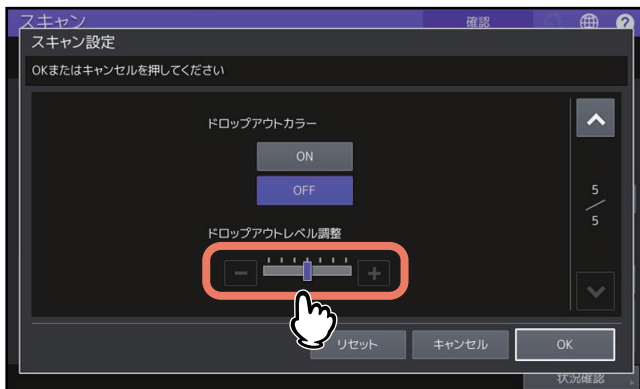 スキャン
確認
?
スキャン設定
OKまたはキャンセルを押してください
ドロップアウトカラー
ON
OFF
5
5
ドロップアウトレベル調整
− +
リセット キャンセル OK
状況確認